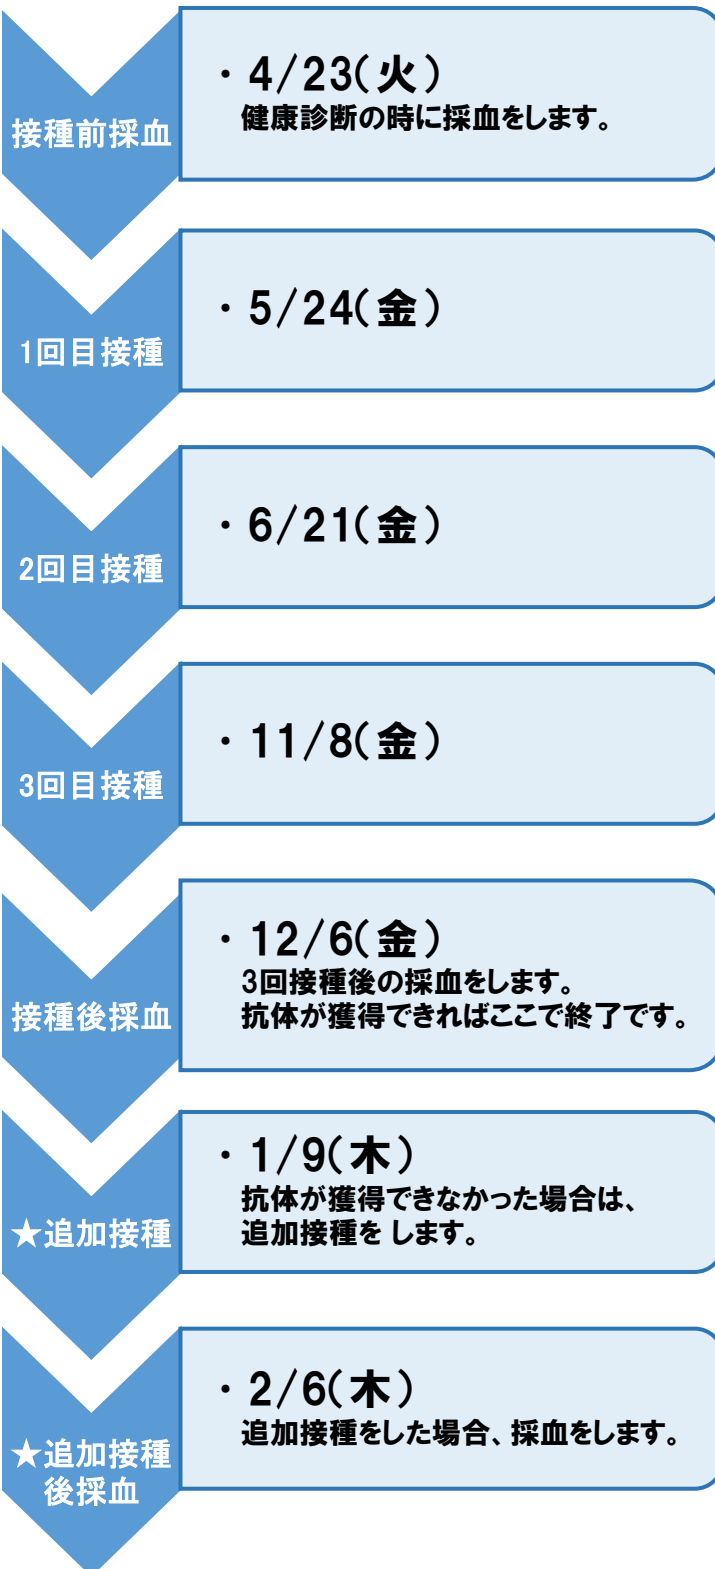 接種前採血
・4/23(火)
健康診断の時に採血をします。
1回目接種
・5/24(金)
2回目接種
・6/21(金)
3回目接種
・11/8(金)
接種後採血
・12/6(金)
3回接種後の採血をします。
抗体が獲得できればここで終了です。
★追加接種
・1/9(木)
抗体が獲得できなかった場合は、
追加接種を します。
★追加接種
後採血
・2/6(木)
追加接種をした場合、採血をします。